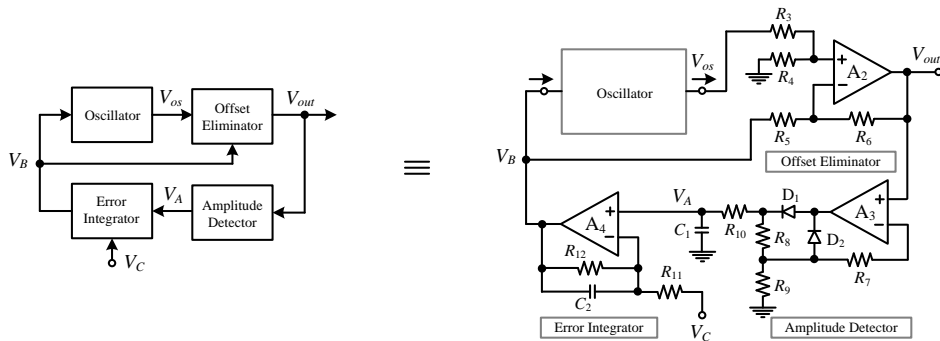 Oscillator
V_os
Offset
Eliminator
V_out
V_B
Error
Integrator
V_A
Amplitude
Detector
V_C
≡
Oscillator
V_os
R_3
R_4
+
−
A_2
V_out
R_5
R_6
Offset Eliminator
V_B
A_4
+
−
V_A
C_1
R_10
D_1
R_8
D_2
A_3
+
−
R_7
R_9
R_12
C_2
R_11
V_C
Error Integrator
Amplitude Detector